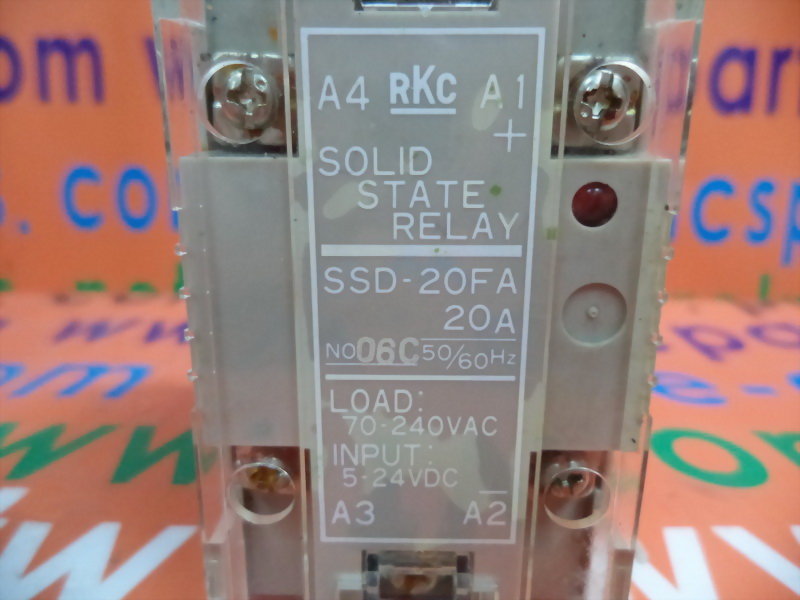 A4 RKC A1
+
SOLID
STATE
RELAY
SSD-20FA
20A
NO 06C 50/60Hz
LOAD:
70-240VAC
INPUT:
5-24VDC
A3 A2